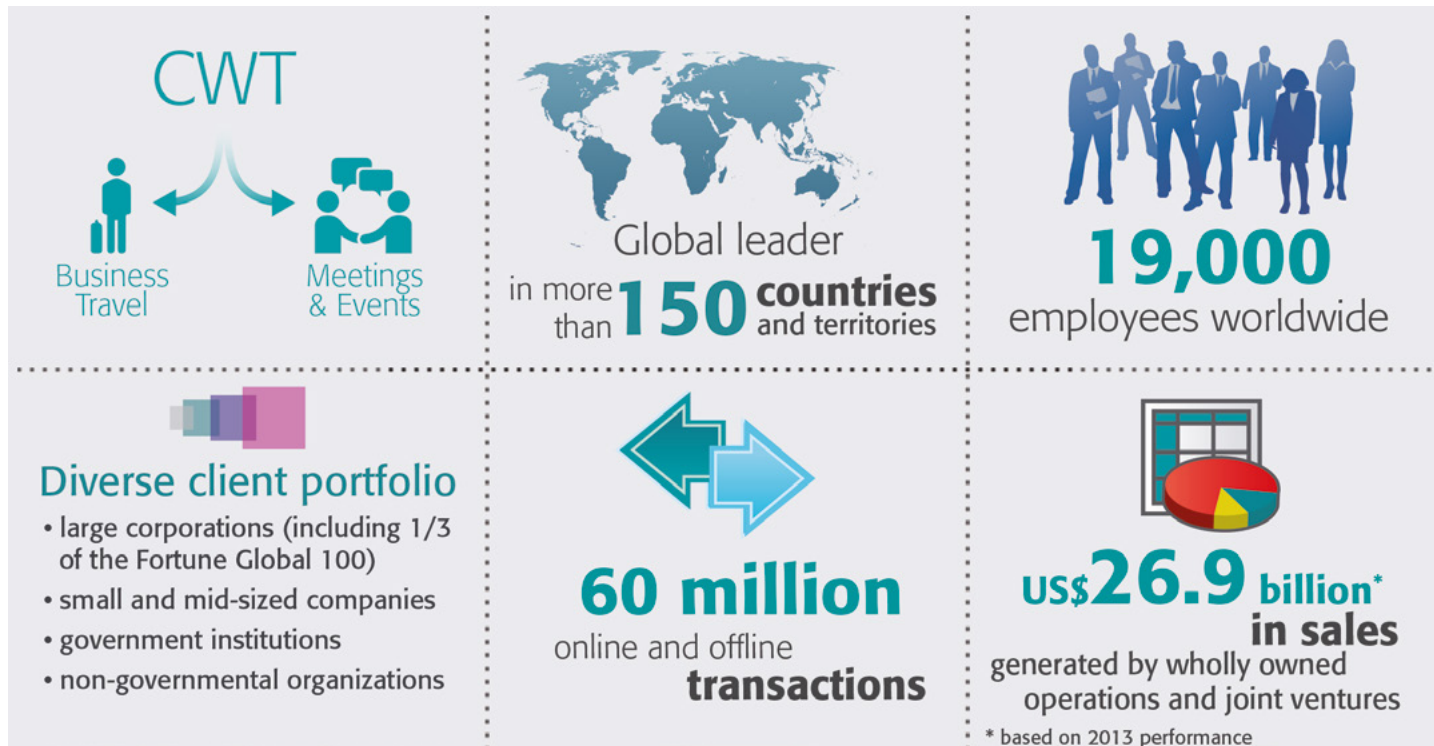 CWT
Business
Travel
Meetings
& Events
Global leader
in more
than 150 countries
and territories
19,000
employees worldwide
Diverse client portfolio
• large corporations (including 1/3
of the Fortune Global 100)
• small and mid-sized companies
• government institutions
• non-governmental organizations
60 million
online and offline
transactions
US$26.9 billion*
in sales
generated by wholly owned
operations and joint ventures
* based on 2013 performance